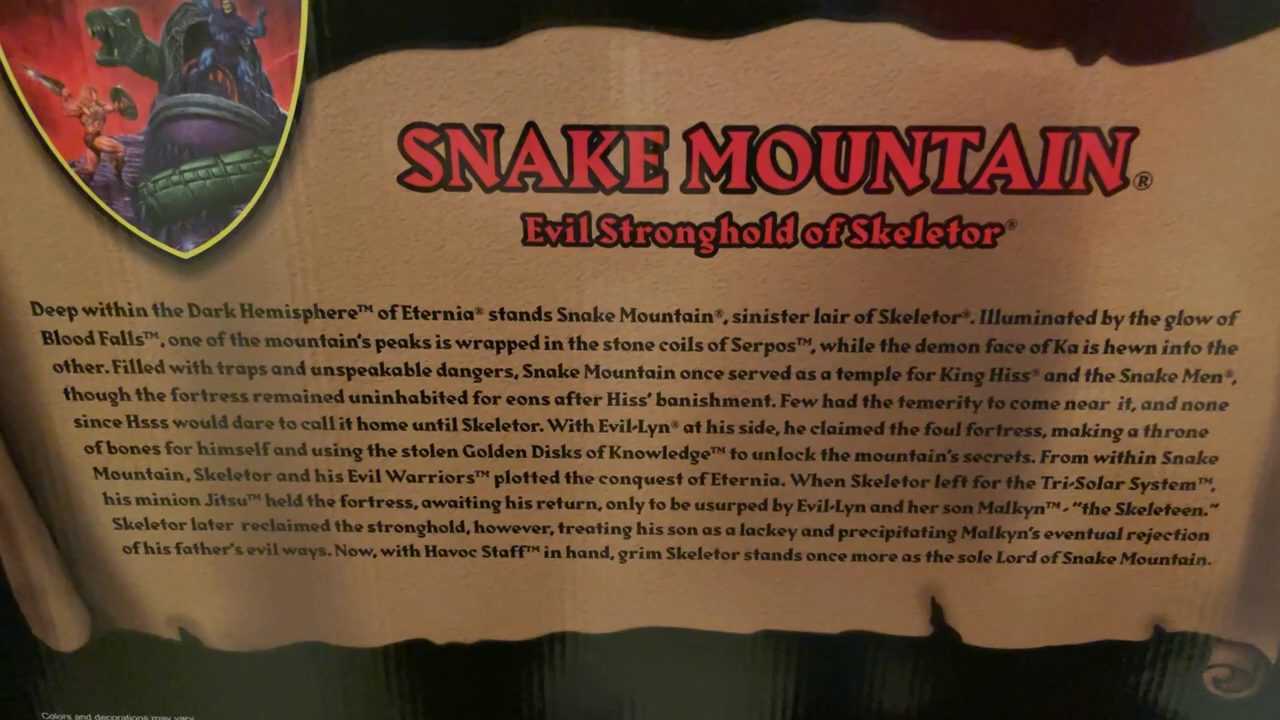 SNAKE MOUNTAIN®
Evil Stronghold of Skeletor®
Deep within the Dark Hemisphere™ of Eternia® stands Snake Mountain®, sinister lair of Skeletor®. Illuminated by the glow of
Blood Falls™, one of the mountain's peaks is wrapped in the stone coils of Serpos™, while the demon face of Ka is hewn into the
other. Filled with traps and unspeakable dangers, Snake Mountain once served as a temple for King Hiss® and the Snake Men®,
though the fortress remained uninhabited for eons after Hiss' banishment. Few had the temerity to come near it, and none
since Hsss would dare to call it home until Skeletor. With Evil-Lyn® at his side, he claimed the foul fortress, making a throne
of bones for himself and using the stolen Golden Disks of Knowledge™ to unlock the mountain's secrets. From within Snake
Mountain, Skeletor and his Evil Warriors™ plotted the conquest of Eternia. When Skeletor left for the Tri-Solar System™,
his minion Jitsu™ held the fortress, awaiting his return, only to be usurped by Evil-Lyn and her son Malkyn™ - "the Skeleteen."
Skeletor later reclaimed the stronghold, however, treating his son as a lackey and precipitating Malkyn's eventual rejection
of his father's evil ways. Now, with Havoc Staff™ in hand, grim Skeletor stands once more as the sole Lord of Snake Mountain.
Colors and decorations may vary